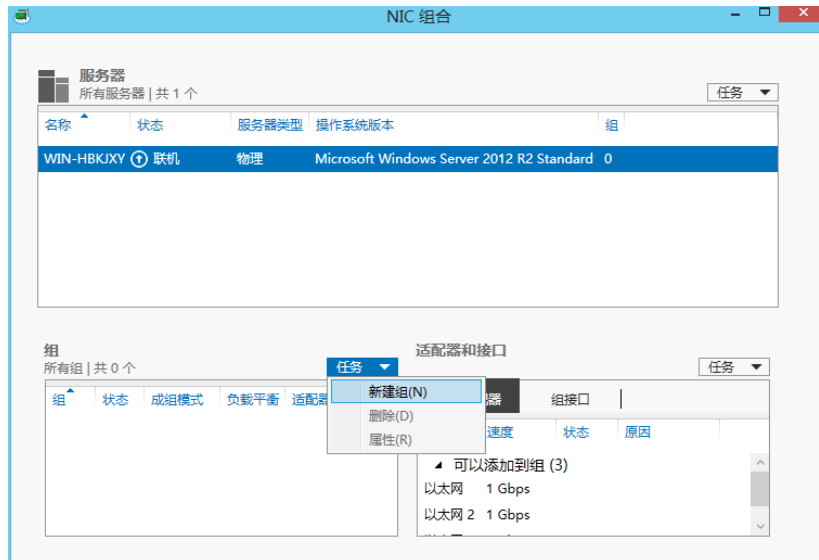 NIC 组合
服务器
所有服务器 | 共 1 个
任务
名称 状态 服务器类型 操作系统版本 组
WIN-HBKJXY 联机 物理 Microsoft Windows Server 2012 R2 Standard 0
组
所有组 | 共 0 个
任务
组 状态 成组模式 负载平衡 适配器
新建组(N)
删除(D)
属性(R)
适配器和接口
任务
器 组接口
速度 状态 原因
可以添加到组 (3)
以太网 1 Gbps
以太网 2 1 Gbps